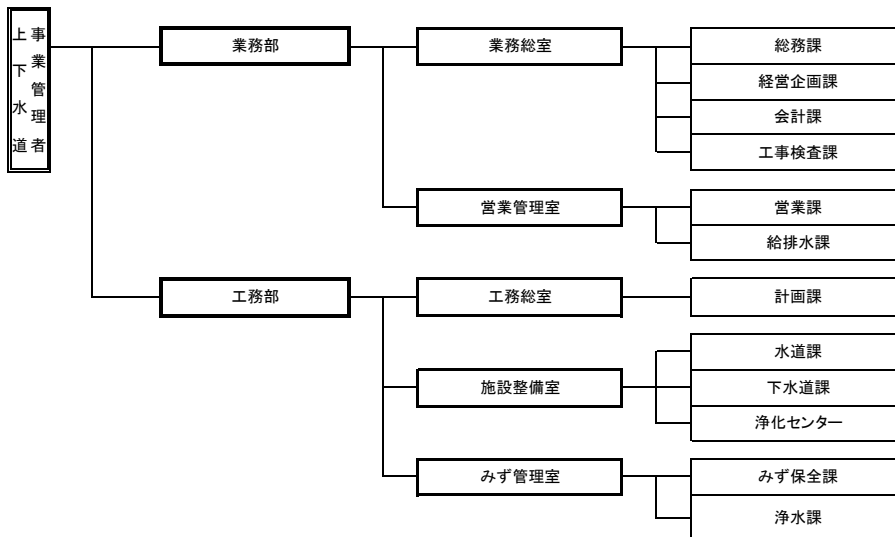 上下水道
事業管理者
業務部
業務総室
総務課
経営企画課
会計課
工事検査課
営業管理室
営業課
給排水課
工務部
工務総室
計画課
施設整備室
水道課
下水道課
浄化センター
みず管理室
みず保全課
浄水課